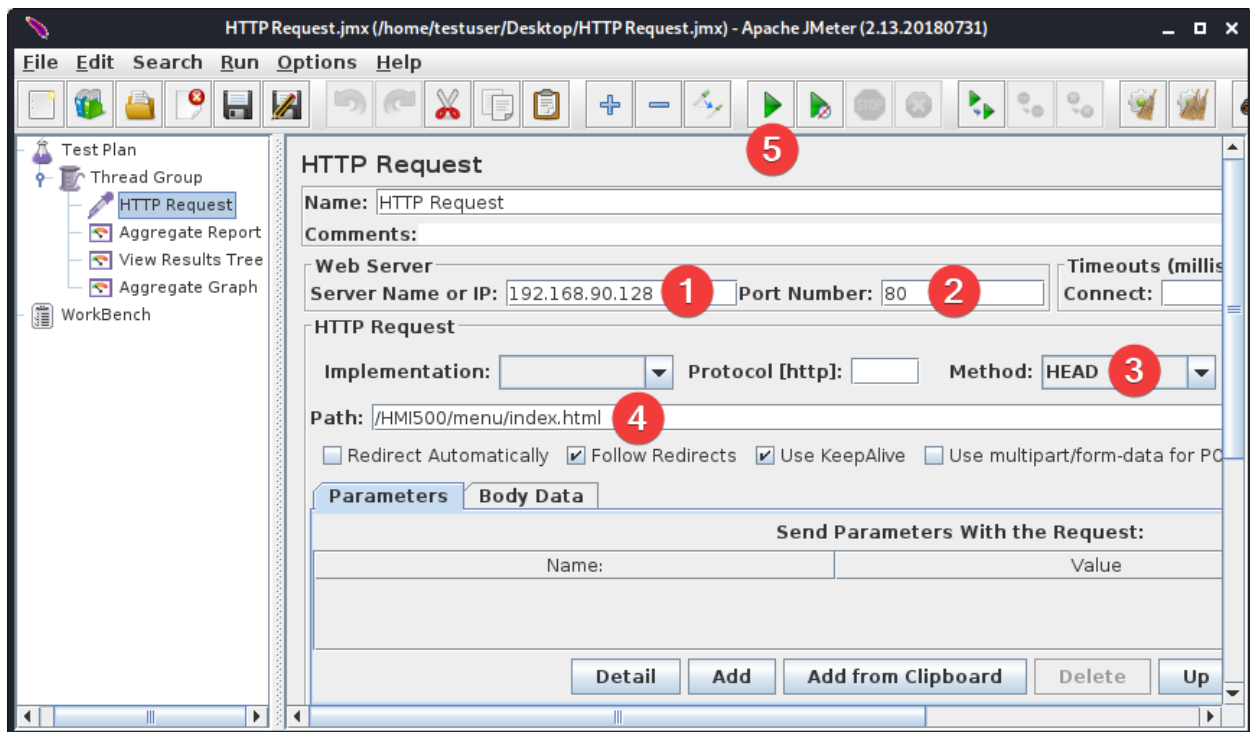 HTTP Request.jmx (/home/testuser/Desktop/HTTP Request.jmx) - Apache JMeter (2.13.20180731)
File Edit Search Run Options Help
STOP
5
Test Plan
Thread Group
HTTP Request
Aggregate Report
View Results Tree
Aggregate Graph
WorkBench
HTTP Request
Name: HTTP Request
Comments:
Web Server
Timeouts (millis
Server Name or IP: 192.168.90.128 1 Port Number: 80 2 Connect:
HTTP Request
Implementation: Protocol [http]: Method: HEAD 3
Path: /HMI500/menu/index.html 4
Redirect Automatically Follow Redirects Use KeepAlive Use multipart/form-data for PO
Parameters Body Data
Send Parameters With the Request:
Name: Value
Detail Add Add from Clipboard Delete Up